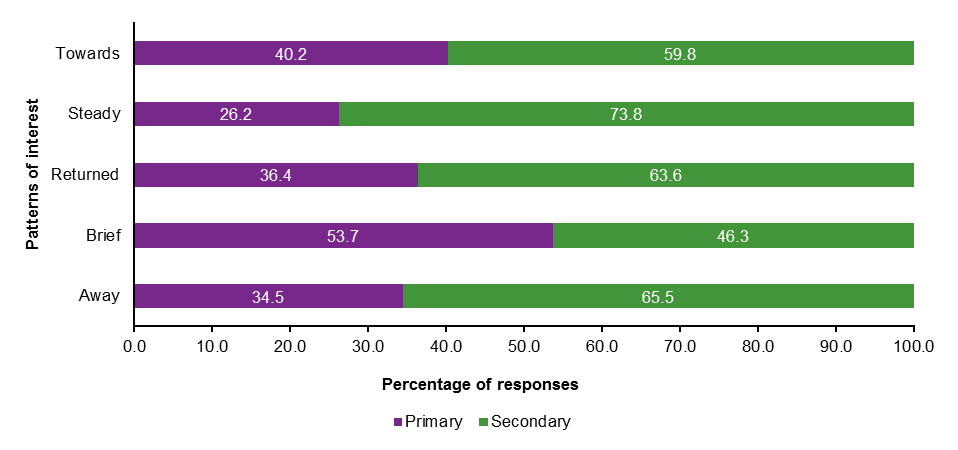 Patterns of interest
Towards 40.2 59.8
Steady 26.2 73.8
Returned 36.4 63.6
Brief 53.7 46.3
Away 34.5 65.5
0.0 10.0 20.0 30.0 40.0 50.0 60.0 70.0 80.0 90.0 100.0
Percentage of responses
Primary Secondary